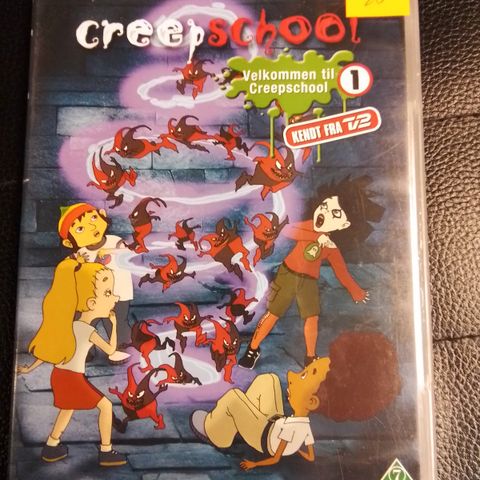 creepschool
Velkommen til
Creepschool
1
KENDT FRA TV2
7